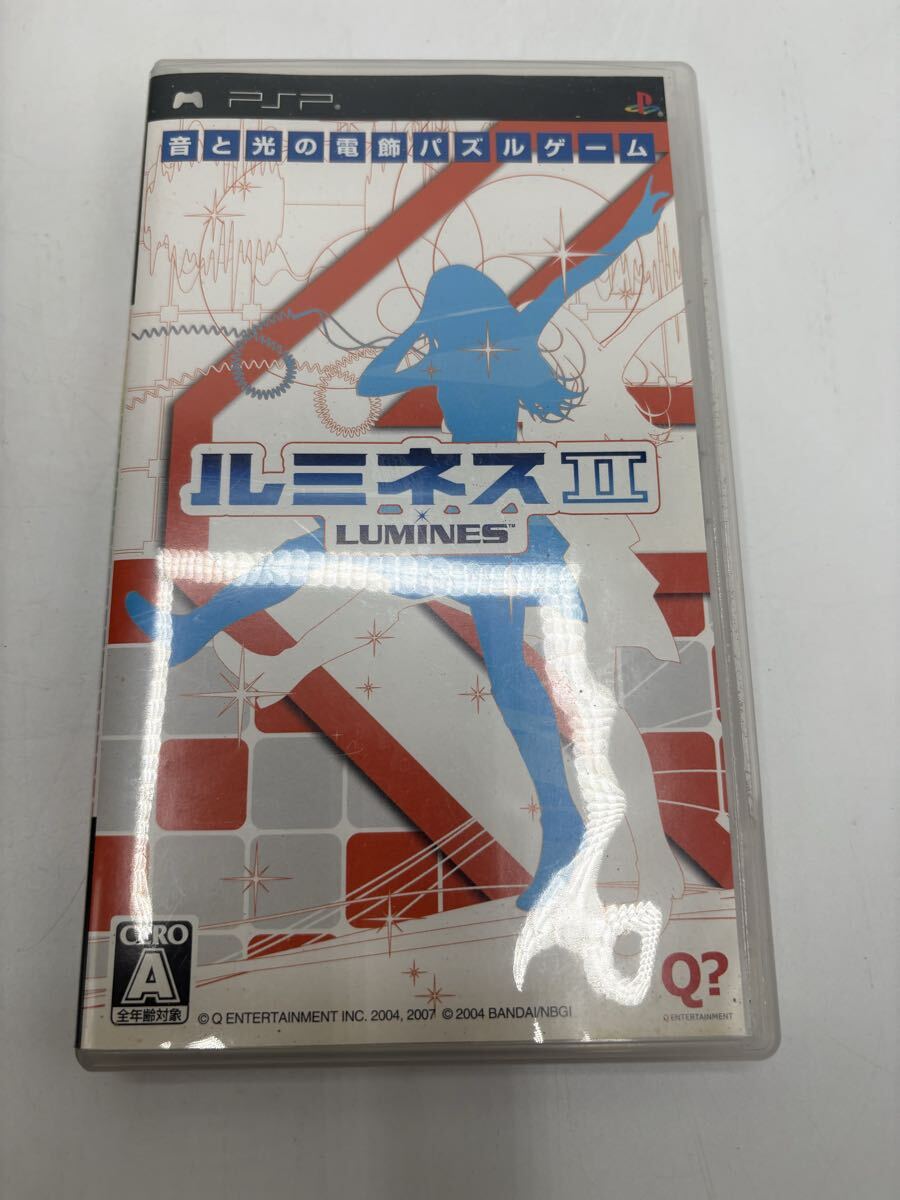 PSP
音と光の電飾パズルゲーム
ルミネスII
LUMINES™
CERO
A
全年齢対象
© Q ENTERTAINMENT INC. 2004, 2007 © 2004 BANDAI/NBGI
Q?
Q ENTERTAINMENT